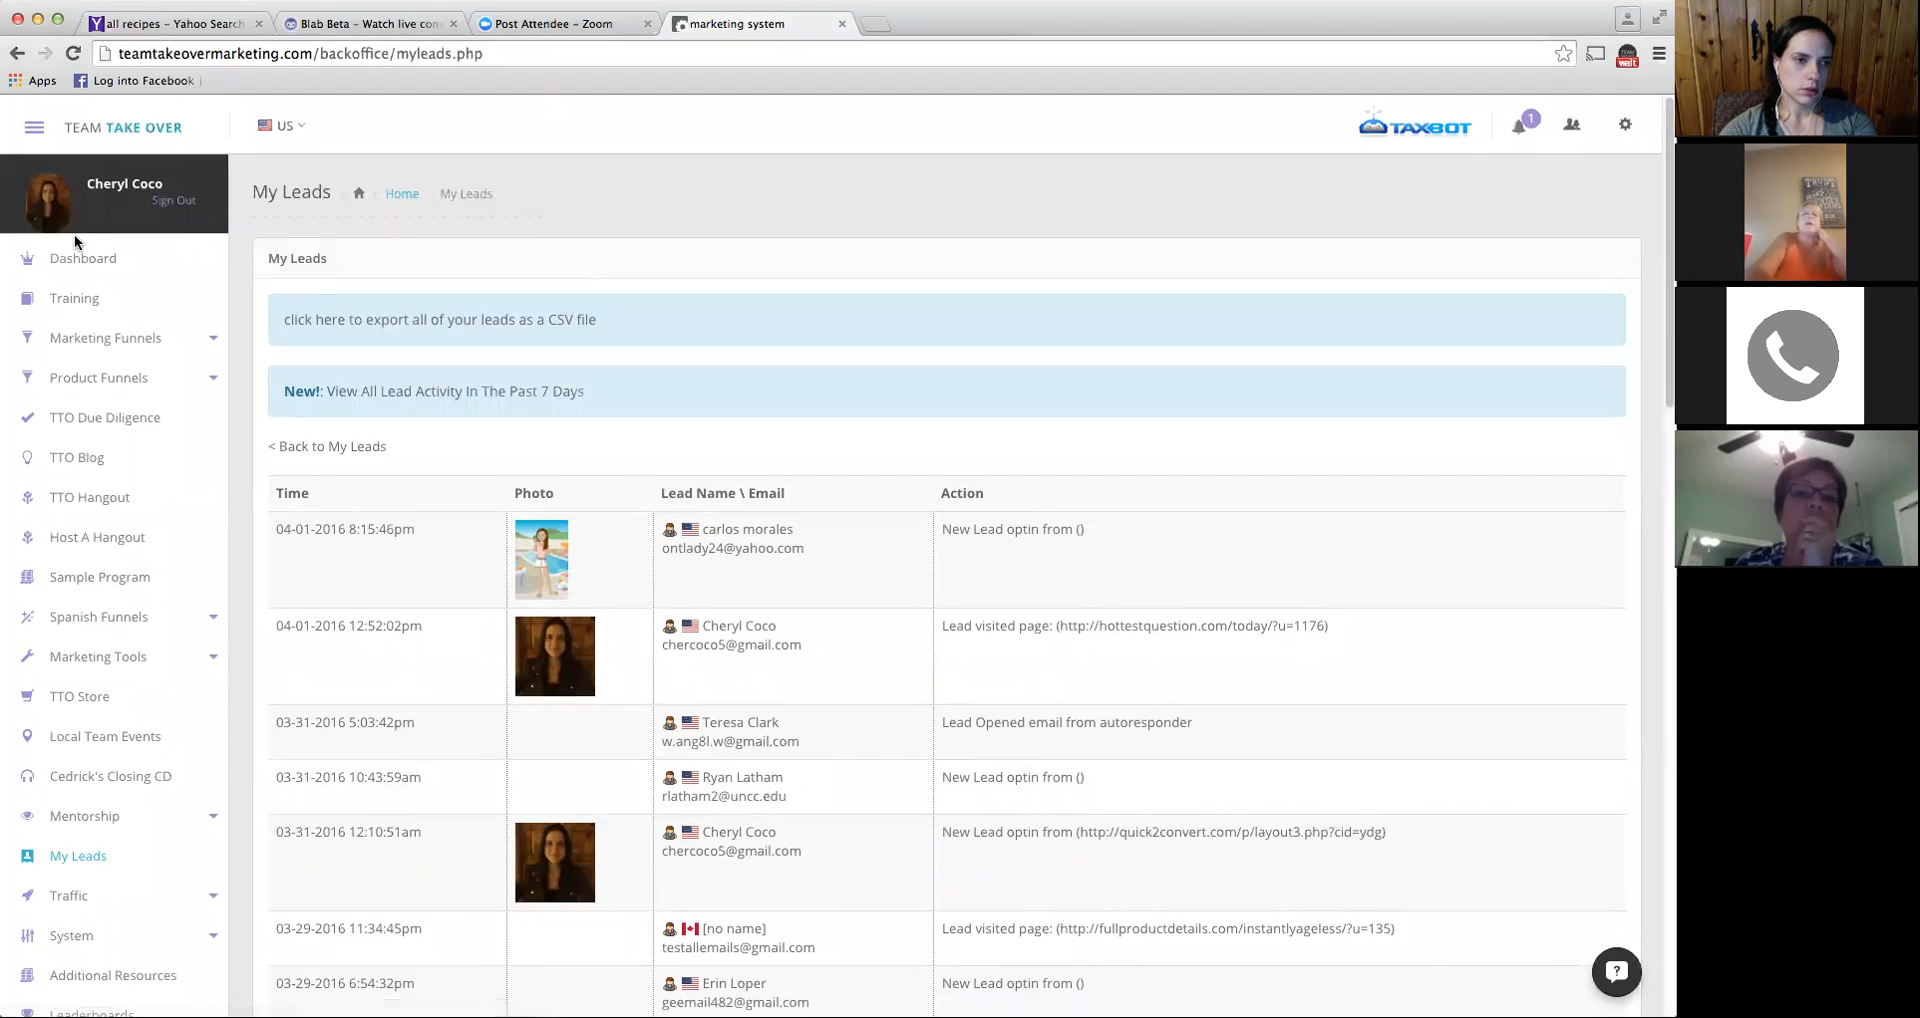 all recipes – Yahoo Search
Blab Beta – Watch live con
Post Attendee – Zoom
marketing system
teamtakeovermarketing.com/backoffice/myleads.php
Apps
Log into Facebook
TEAM TAKE OVER
US
TAXBOT
1
walt
Cheryl Coco
Sign Out
My Leads
Home
My Leads
Dashboard
Training
Marketing Funnels
Product Funnels
TTO Due Diligence
TTO Blog
TTO Hangout
Host A Hangout
Sample Program
Spanish Funnels
Marketing Tools
TTO Store
Local Team Events
Cedrick's Closing CD
Mentorship
My Leads
Traffic
System
Additional Resources
Leaderboards
My Leads
click here to export all of your leads as a CSV file
New!: View All Lead Activity In The Past 7 Days
< Back to My Leads
Time Photo Lead Name \ Email Action
04-01-2016 8:15:46pm carlos morales New Lead optin from ()
ontlady24@yahoo.com
04-01-2016 12:52:02pm Cheryl Coco Lead visited page: (http://hottestquestion.com/today/?u=1176)
chercoco5@gmail.com
03-31-2016 5:03:42pm Teresa Clark Lead Opened email from autoresponder
w.ang8l.w@gmail.com
03-31-2016 10:43:59am Ryan Latham New Lead optin from ()
rlatham2@uncc.edu
03-31-2016 12:10:51am Cheryl Coco New Lead optin from (http://quick2convert.com/p/layout3.php?cid=ydg)
chercoco5@gmail.com
03-29-2016 11:34:45pm [no name] Lead visited page: (http://fullproductdetails.com/instantlyageless/?u=135)
testallemails@gmail.com
03-29-2016 6:54:32pm Erin Loper New Lead optin from ()
geemail482@gmail.com
TRUST